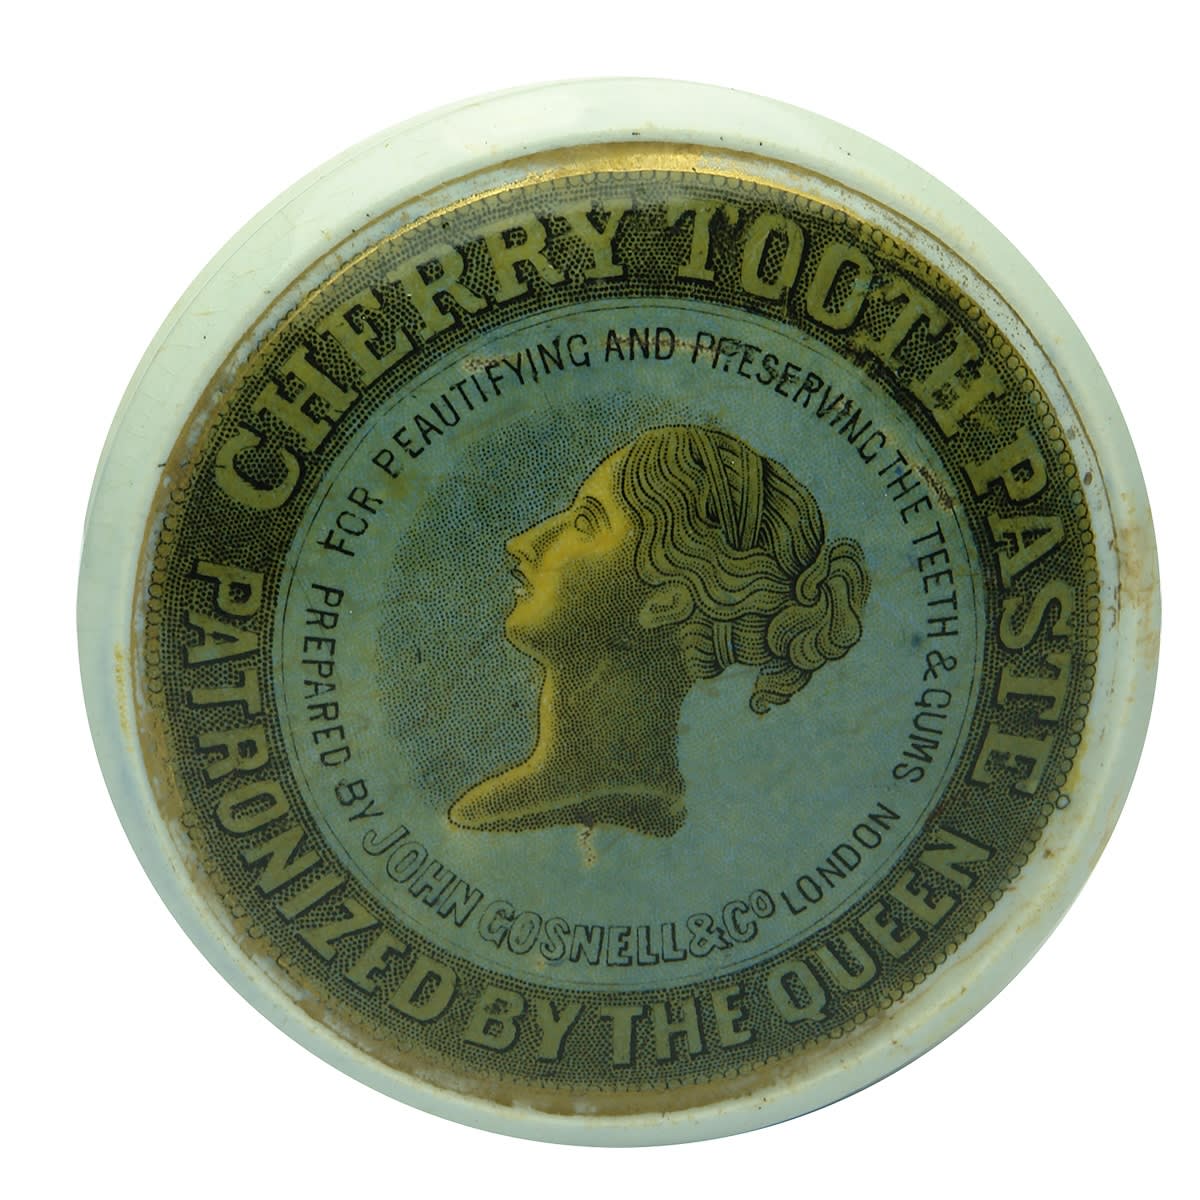 CHERRY TOOTH PASTE
PATRONIZED BY THE QUEEN
FOR BEAUTIFYING AND PRESERVING THE TEETH & GUMS
PREPARED BY JOHN GOSNELL & Co LONDON